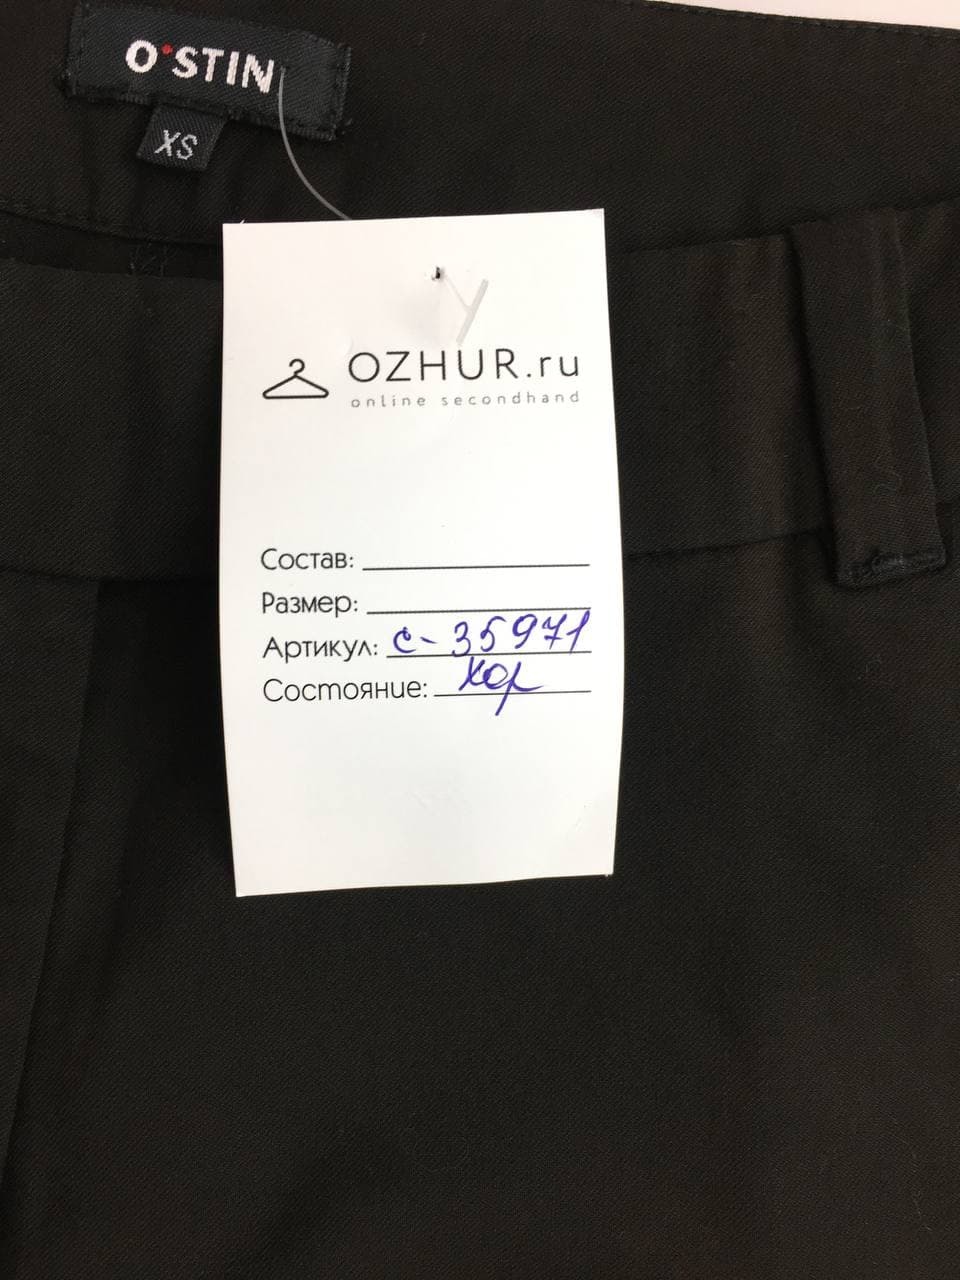 O'STIN
XS
OZHUR.ru
online secondhand
Состав:
Размер:
Артикул: с-35971
Состояние: хор